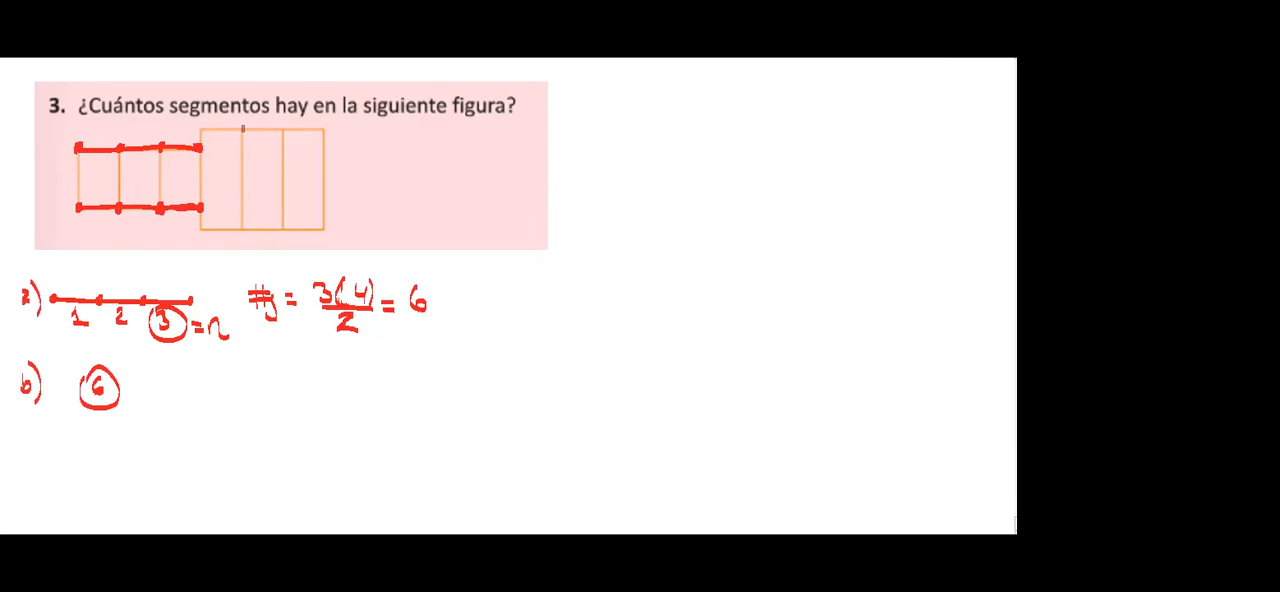 3. ¿Cuántos segmentos hay en la siguiente figura?
a) 1 2 3 = n #s = 3(4)/2 = 6
b) 6